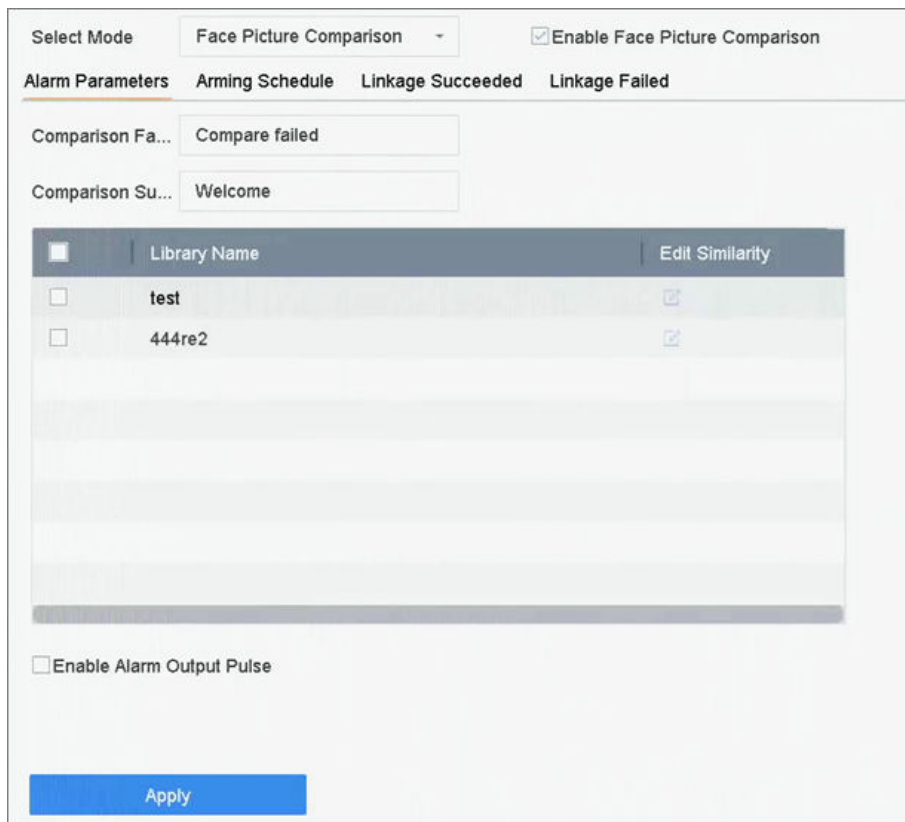 Select Mode Face Picture Comparison Enable Face Picture Comparison
Alarm Parameters Arming Schedule Linkage Succeeded Linkage Failed
Comparison Fa... Compare failed
Comparison Su... Welcome
Library Name Edit Similarity
test
444re2
Enable Alarm Output Pulse
Apply